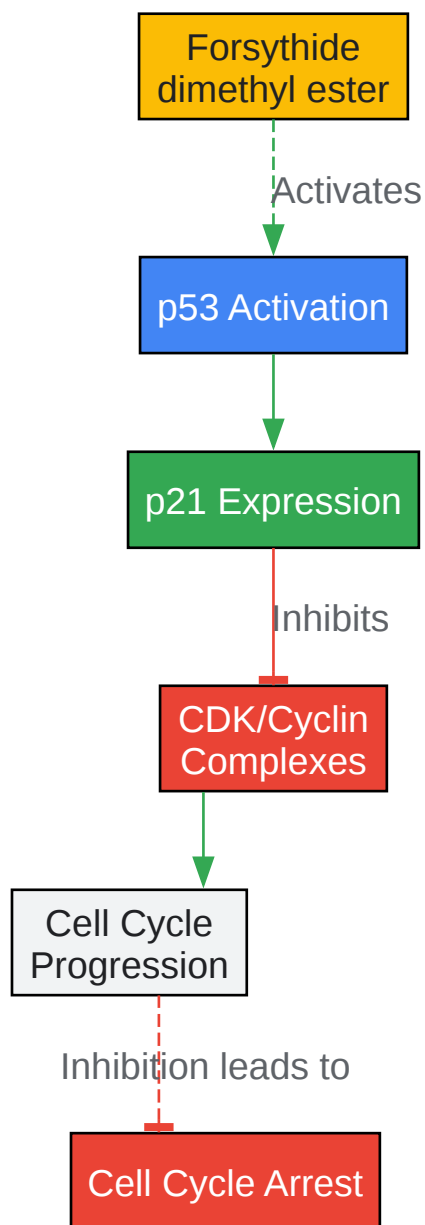 Forsythide
dimethyl ester
Activates
p53 Activation
p21 Expression
Inhibits
CDK/Cyclin
Complexes
Cell Cycle
Progression
Inhibition leads to
Cell Cycle Arrest